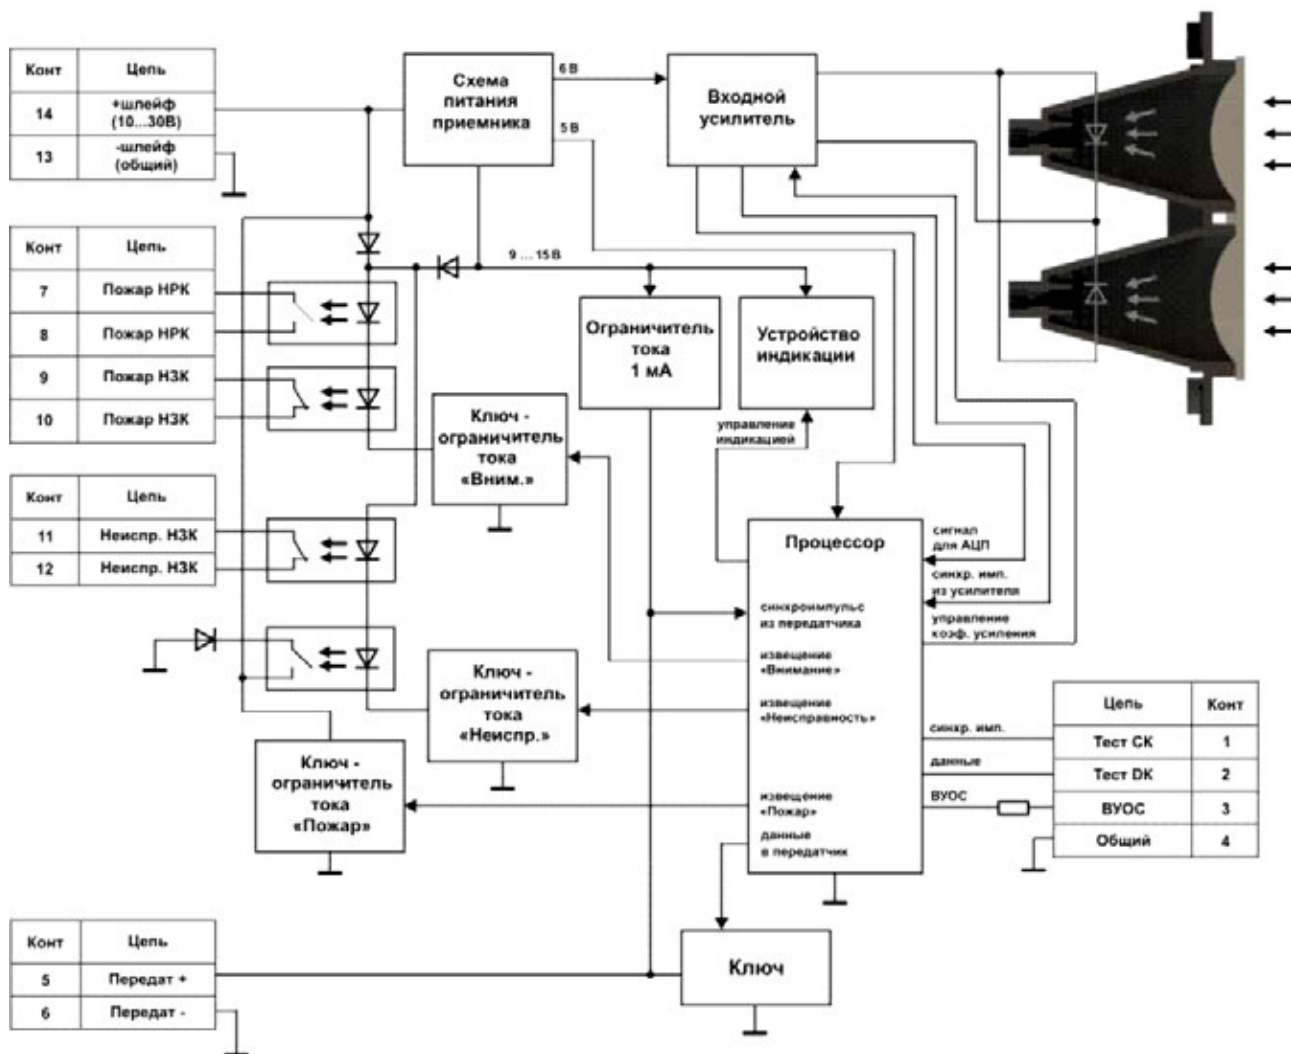 Конт Цепь
14 +шлейф (10...30В)
13 -шлейф (общий)
Схема
питания
приемника
6 В
5 В
Входной
усилитель
Конт Цепь
7 Пожар НРК
8 Пожар НРК
9 Пожар НЗК
10 Пожар НЗК
9 ... 15 В
Ограничитель
тока
1 мА
Устройство
индикации
управление
индикацией
Ключ -
ограничитель
тока
«Вним.»
Конт Цепь
11 Неиспр. НЗК
12 Неиспр. НЗК
Процессор
сигнал
для АЦП
синхр. имп.
из усилителя
управление
коэф. усиления
синхроимпульс
из передатчика
извещение
«Внимание»
извещение
«Неисправность»
извещение
«Пожар»
данные
в передатчик
Ключ -
ограничитель
тока
«Неиспр.»
Ключ -
ограничитель
тока
«Пожар»
синхр. имп.
данные
ВУОС
Цепь Конт
Тест СК 1
Тест DK 2
ВУОС 3
Общий 4
Конт Цепь
5 Передат +
6 Передат -
Ключ